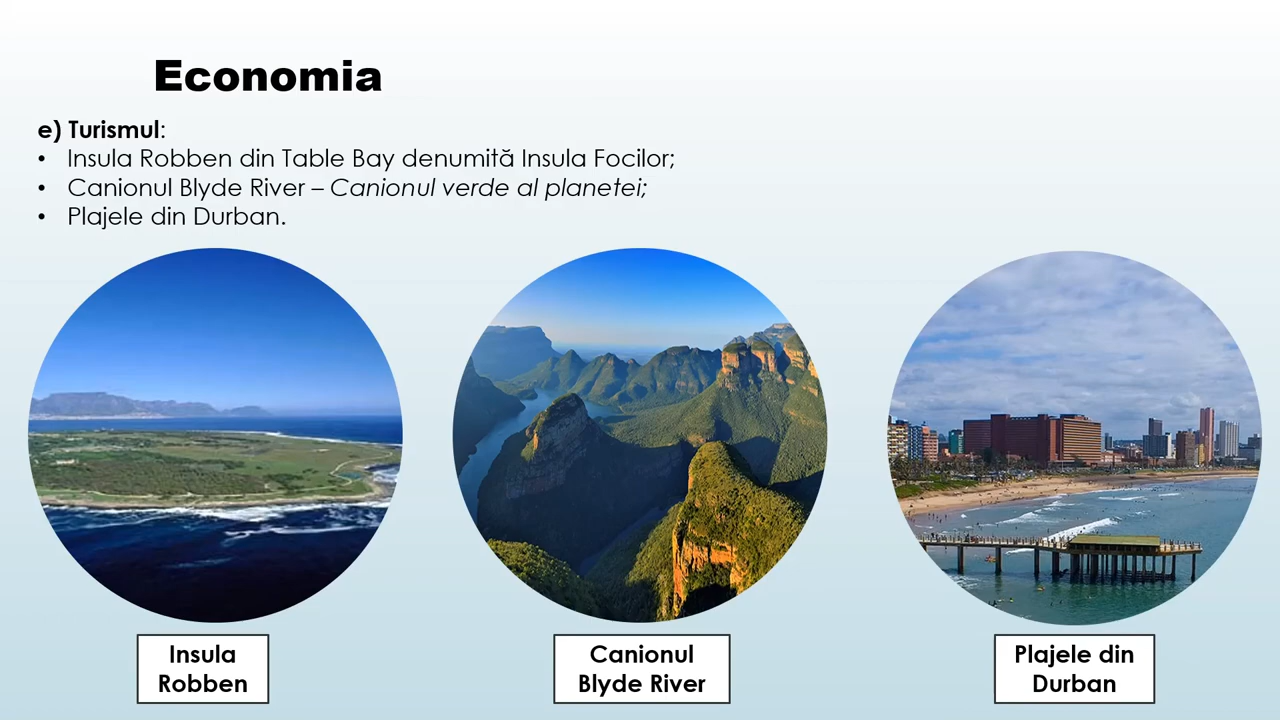 Economia
e) Turismul:
• Insula Robben din Table Bay denumită Insula Focilor;
• Canionul Blyde River – Canionul verde al planetei;
• Plajele din Durban.
Insula
Robben
Canionul
Blyde River
Plajele din
Durban